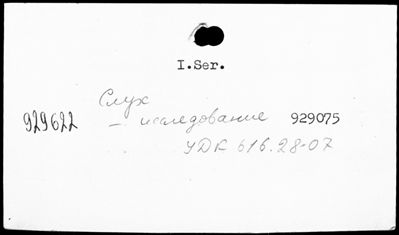 I.Ser.
Слух
929622 – исследование 929075
УДК 616.28-07